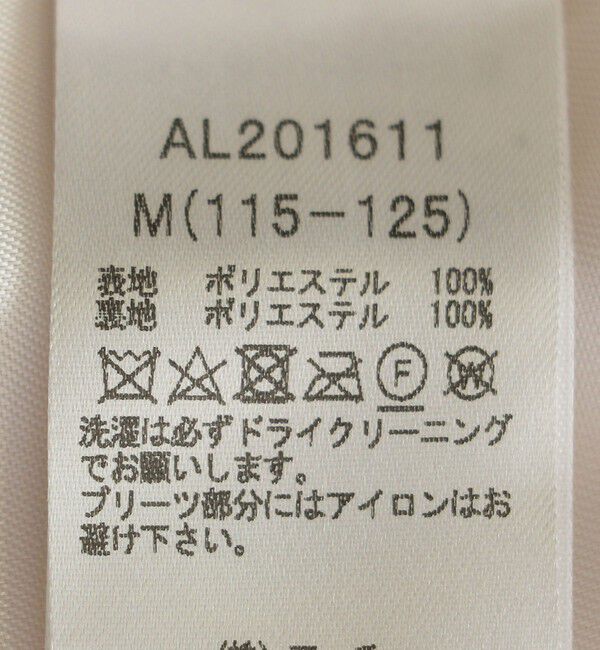 AL201611
M(115-125)
表地 ポリエステル 100%
裏地 ポリエステル 100%
F W
洗濯は必ずドライクリーニング
でお願いします。
プリーツ部分にはアイロンはお
避け下さい。